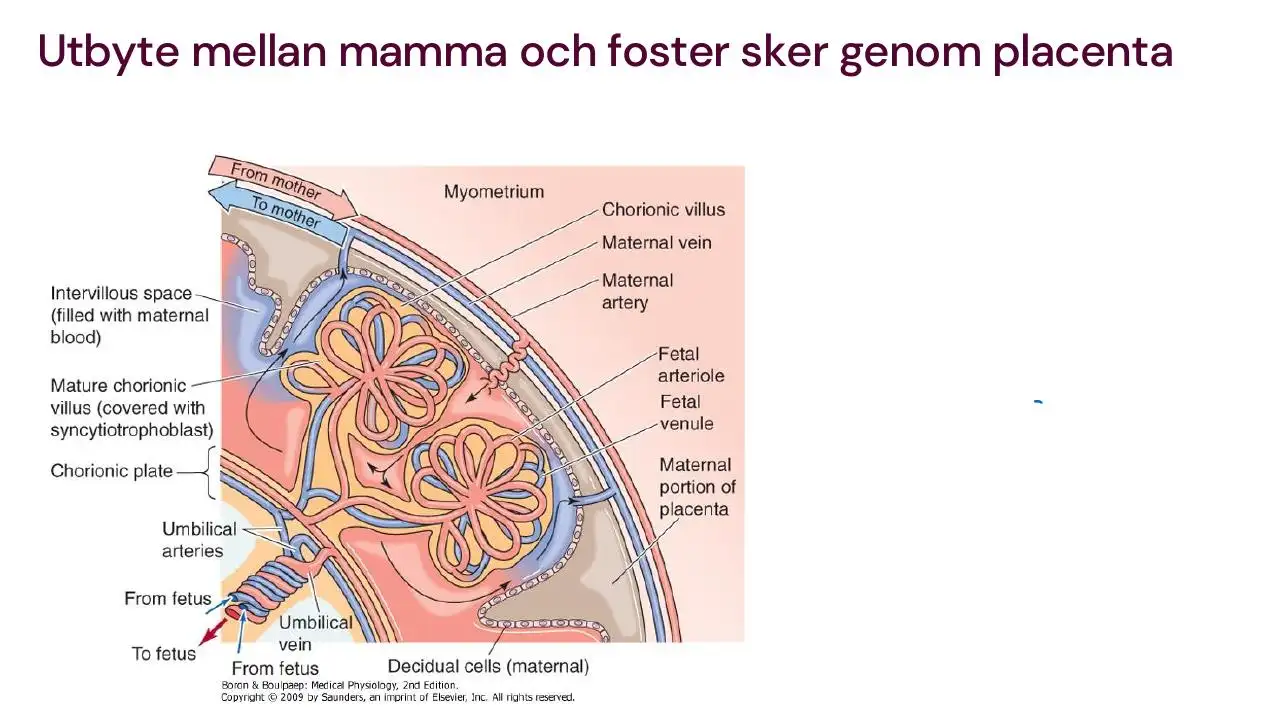 Utbyte mellan mamma och foster sker genom placenta
From mother
To mother
Myometrium
Chorionic villus
Maternal vein
Maternal
artery
Intervillous space
(filled with maternal
blood)
Fetal
arteriole
Mature chorionic
villus (covered with
syncytiotrophoblast)
Fetal
venule
Chorionic plate
Maternal
portion of
placenta
Umbilical
arteries
From fetus
Umbilical
vein
To fetus
From fetus
Decidual cells (maternal)
Boron & Boulpaep: Medical Physiology, 2nd Edition.
Copyright © 2009 by Saunders, an imprint of Elsevier, Inc. All rights reserved.